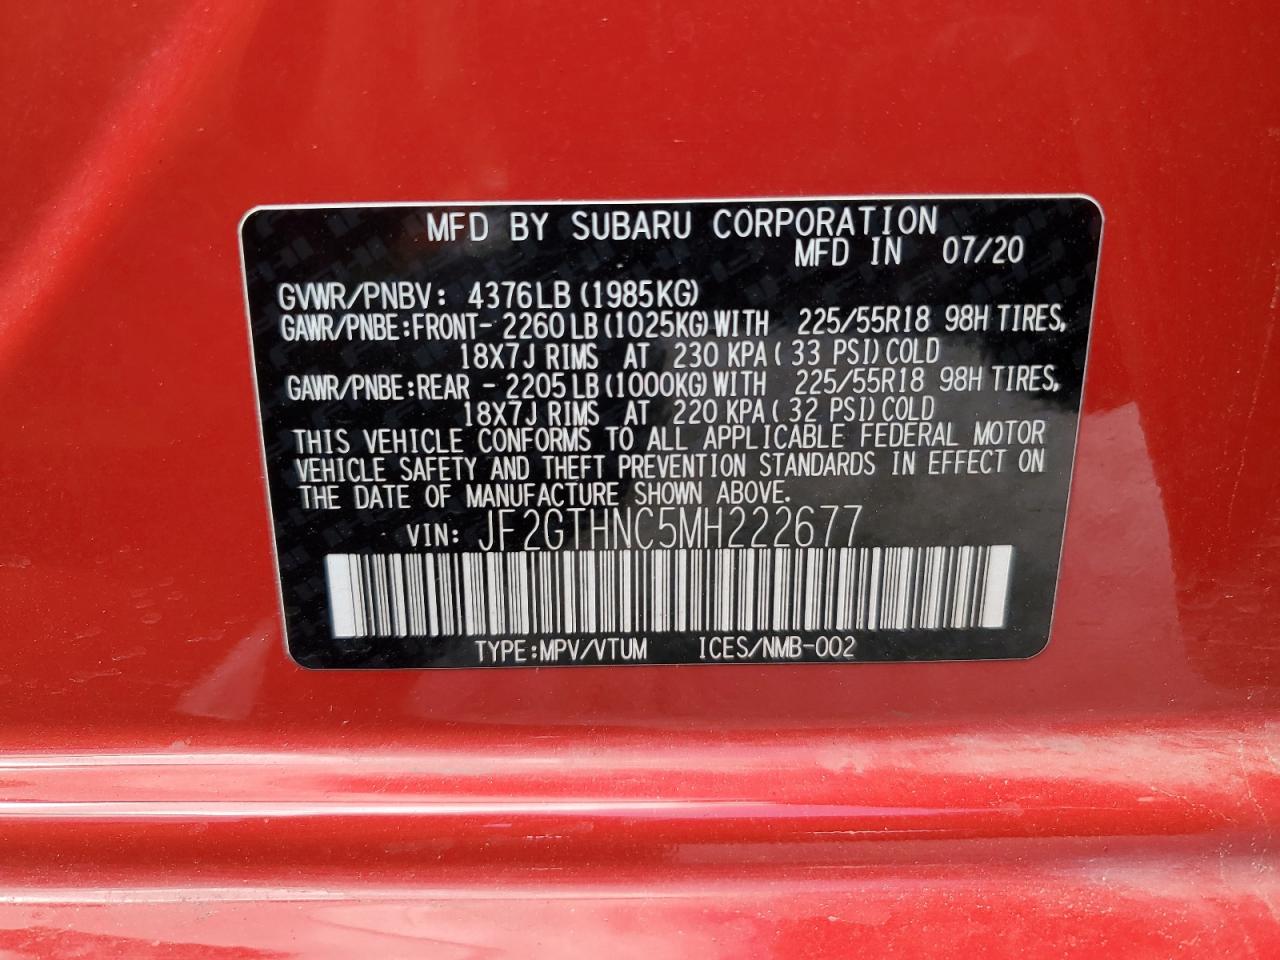 MFD BY SUBARU CORPORATION
MFD IN 07/20
GVWR/PNBV: 4376LB (1985KG)
GAWR/PNBE:FRONT- 2260 LB (1025KG) WITH 225/55R18 98H TIRES,
18X7J RIMS AT 230 KPA ( 33 PSI) COLD
GAWR/PNBE:REAR - 2205 LB (1000KG) WITH 225/55R18 98H TIRES,
18X7J RIMS AT 220 KPA ( 32 PSI) COLD
THIS VEHICLE CONFORMS TO ALL APPLICABLE FEDERAL MOTOR
VEHICLE SAFETY AND THEFT PREVENTION STANDARDS IN EFFECT ON
THE DATE OF MANUFACTURE SHOWN ABOVE.
VIN: JF2GTHNC5MH222677
TYPE:MPV/VTUM ICES/NMB-002